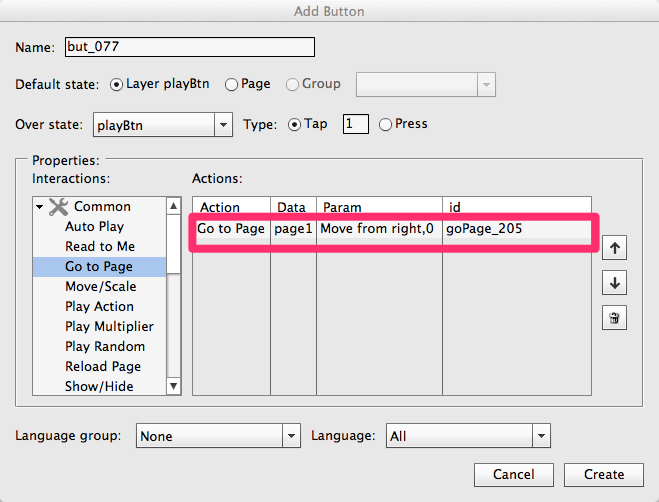 Add Button
Name: but_077
Default state: Layer playBtn Page Group
Over state: playBtn Type: Tap 1 Press
Properties:
Interactions: Actions:
Common
Auto Play
Read to Me
Go to Page
Move/Scale
Play Action
Play Multiplier
Play Random
Reload Page
Show/Hide
Action Data Param id
Go to Page page1 Move from right,0 goPage_205
Language group: None Language: All
Cancel Create